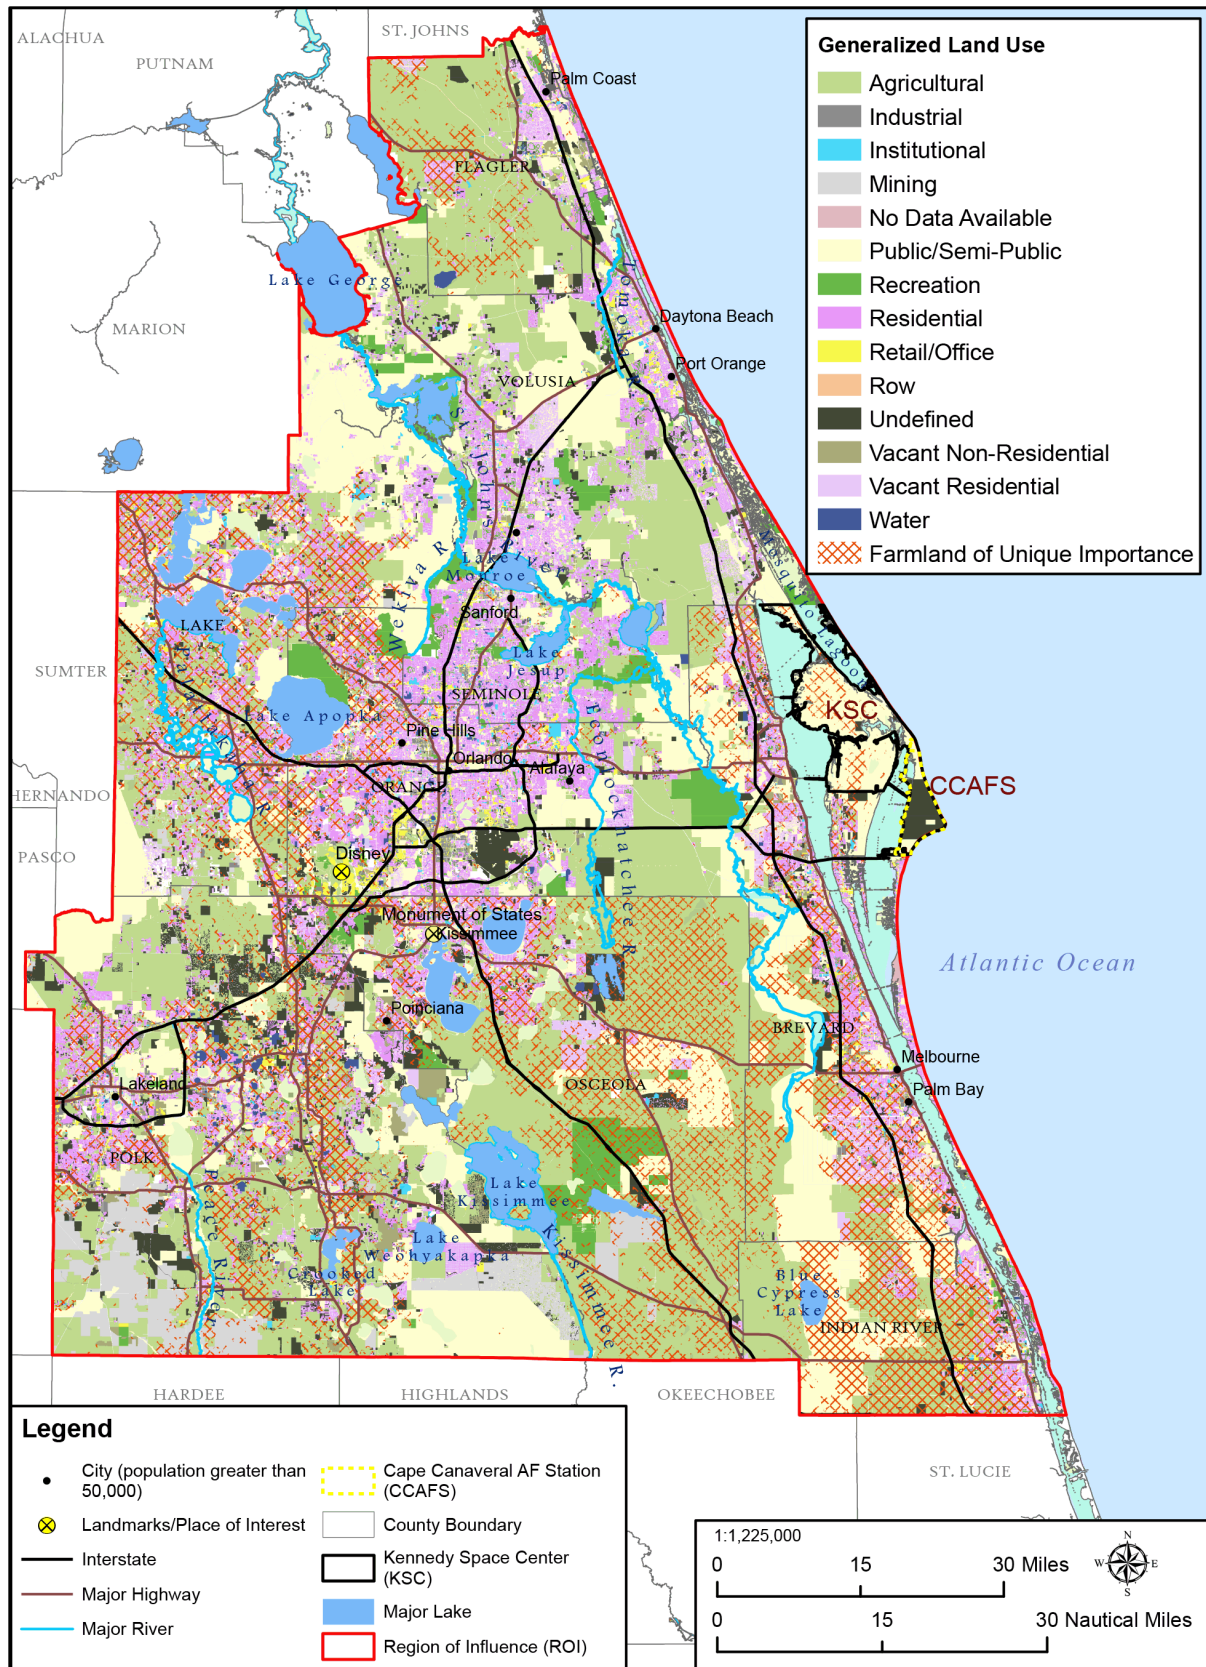 ALACHUA
PUTNAM
ST. JOHNS
Palm Coast
FLAGLER
Lake George
MARION
Tomoka R.
Daytona Beach
Port Orange
VOLUSIA
St. Johns River
Generalized Land Use
Agricultural
Industrial
Institutional
Mining
No Data Available
Public/Semi-Public
Recreation
Residential
Retail/Office
Row
Undefined
Vacant Non-Residential
Vacant Residential
Water
Farmland of Unique Importance
Mosquito Lagoon
Wekiva R.
Lake
Monroe
Sanford
LAKE
Palatlakaha R.
SUMTER
Lake
Jesup
SEMINOLE
Lake Apopka
Econlockhatchee R.
KSC
Pine Hills
Orlando
Alafaya
ORANGE
CCAFS
HERNANDO
PASCO
Disney
Monument of States
Kissimmee
Atlantic Ocean
Poinciana
BREVARD
Melbourne
Palm Bay
OSCEOLA
Lakeland
POLK
Peace River
Lake
Kissimmee
Kissimmee R.
Lake
Weohyakapka
Crooked
Lake
Blue
Cypress
Lake
INDIAN RIVER
HARDEE
HIGHLANDS
OKEECHOBEE
ST. LUCIE
Legend
City (population greater than
50,000)
Landmarks/Place of Interest
Interstate
Major Highway
Major River
Cape Canaveral AF Station
(CCAFS)
County Boundary
Kennedy Space Center
(KSC)
Major Lake
Region of Influence (ROI)
1:1,225,000
0 15 30 Miles
0 15 30 Nautical Miles
N
W E
S